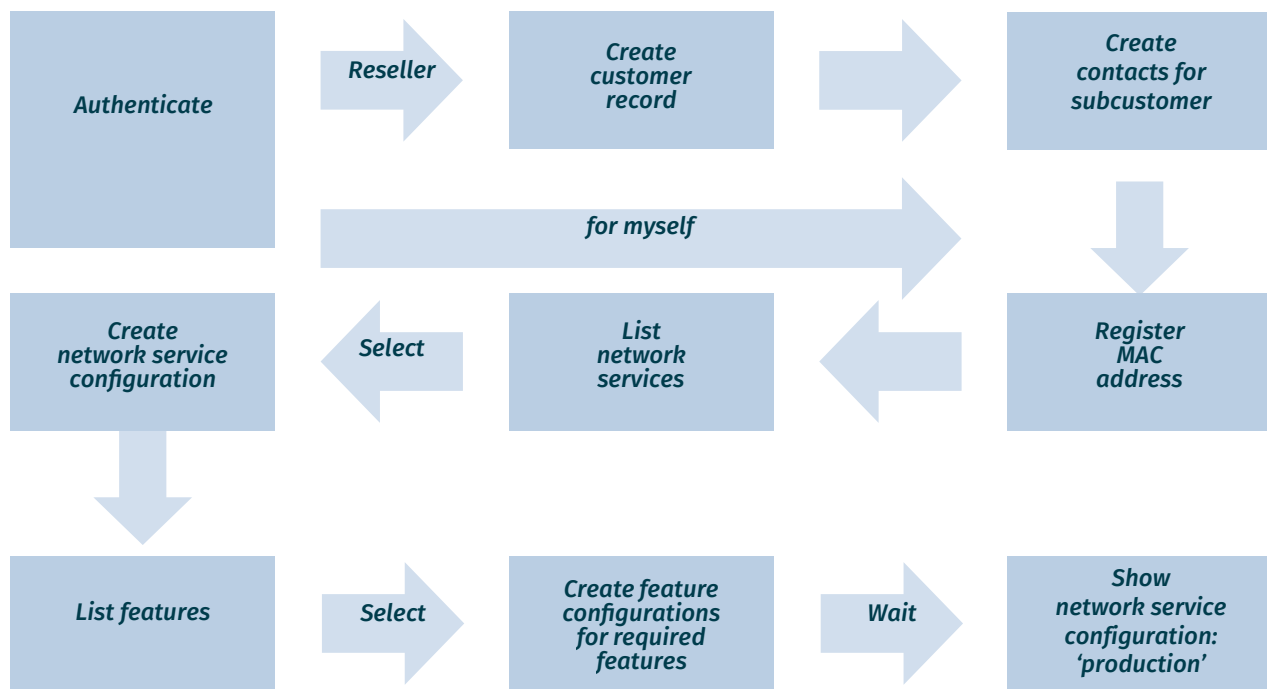 Authenticate
Reseller
Create
customer
record
Create
contacts for
subcustomer
for myself
Register
MAC
address
List
network
services
Select
Create
network service
configuration
List features
Select
Create feature
configurations
for required
features
Wait
Show
network service
configuration:
‘production’